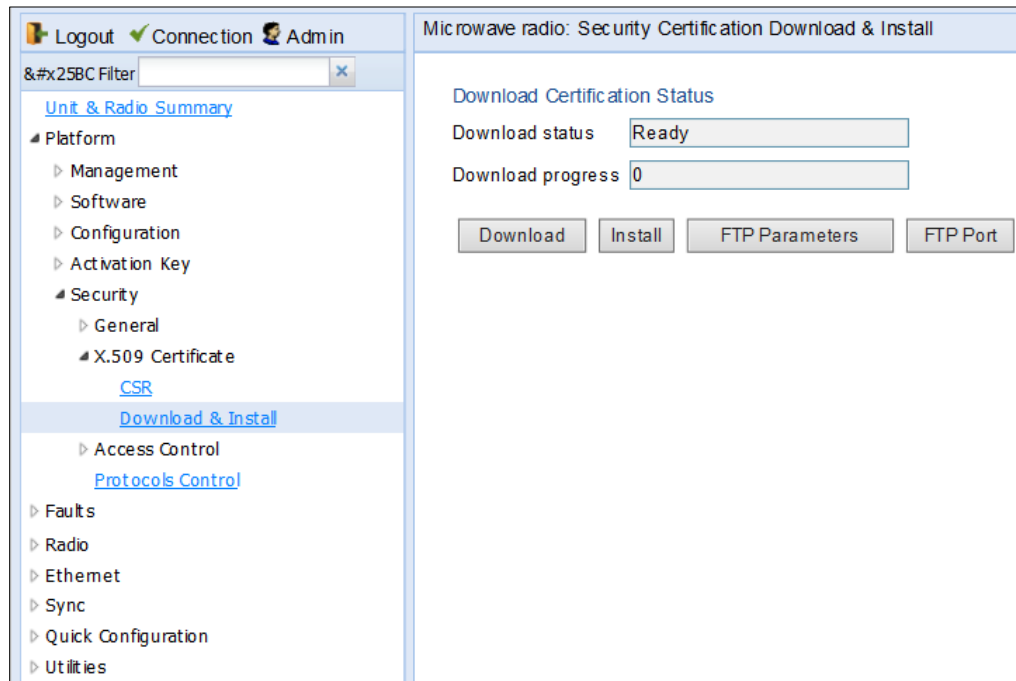 Logout Connection Admin
&#x25BC Filter
Unit & Radio Summary
Platform
Management
Software
Configuration
Activation Key
Security
General
X.509 Certificate
CSR
Download & Install
Access Control
Protocols Control
Faults
Radio
Ethernet
Sync
Quick Configuration
Utilities
Microwave radio: Security Certification Download & Install
Download Certification Status
Download status Ready
Download progress 0
Download Install FTP Parameters FTP Port